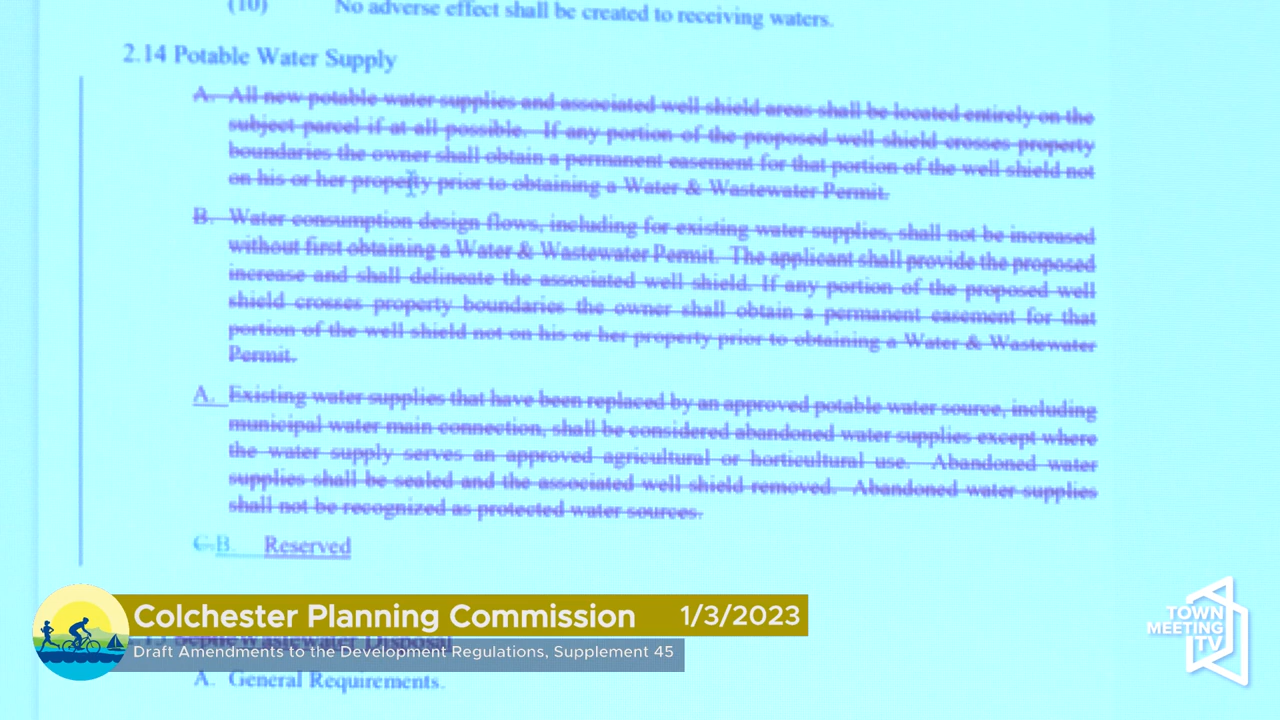 (10) No adverse effect shall be created to receiving waters.
2.14 Potable Water Supply
A. All new potable water supplies and associated well shield areas shall be located entirely on the
subject parcel if at all possible. If any portion of the proposed well shield crosses property
boundaries the owner shall obtain a permanent easement for that portion of the well shield not
on his or her property prior to obtaining a Water & Wastewater Permit.
B. Water consumption design flows, including for existing water supplies, shall not be increased
without first obtaining a Water & Wastewater Permit. The applicant shall provide the proposed
increase and shall delineate the associated well shield. If any portion of the proposed well
shield crosses property boundaries the owner shall obtain a permanent easement for that
portion of the well shield not on his or her property prior to obtaining a Water & Wastewater
Permit.
A. Existing water supplies that have been replaced by an approved potable water source, including
municipal water main connection, shall be considered abandoned water supplies except where
the water supply serves an approved agricultural or horticultural use. Abandoned water
supplies shall be sealed and the associated well shield removed. Abandoned water supplies
shall not be recognized as protected water sources.
C.B. Reserved
Colchester Planning Commission 1/3/2023
Wastewater Disposal
Draft Amendments to the Development Regulations, Supplement 45
A. General Requirements.
TOWN
MEETING
TV